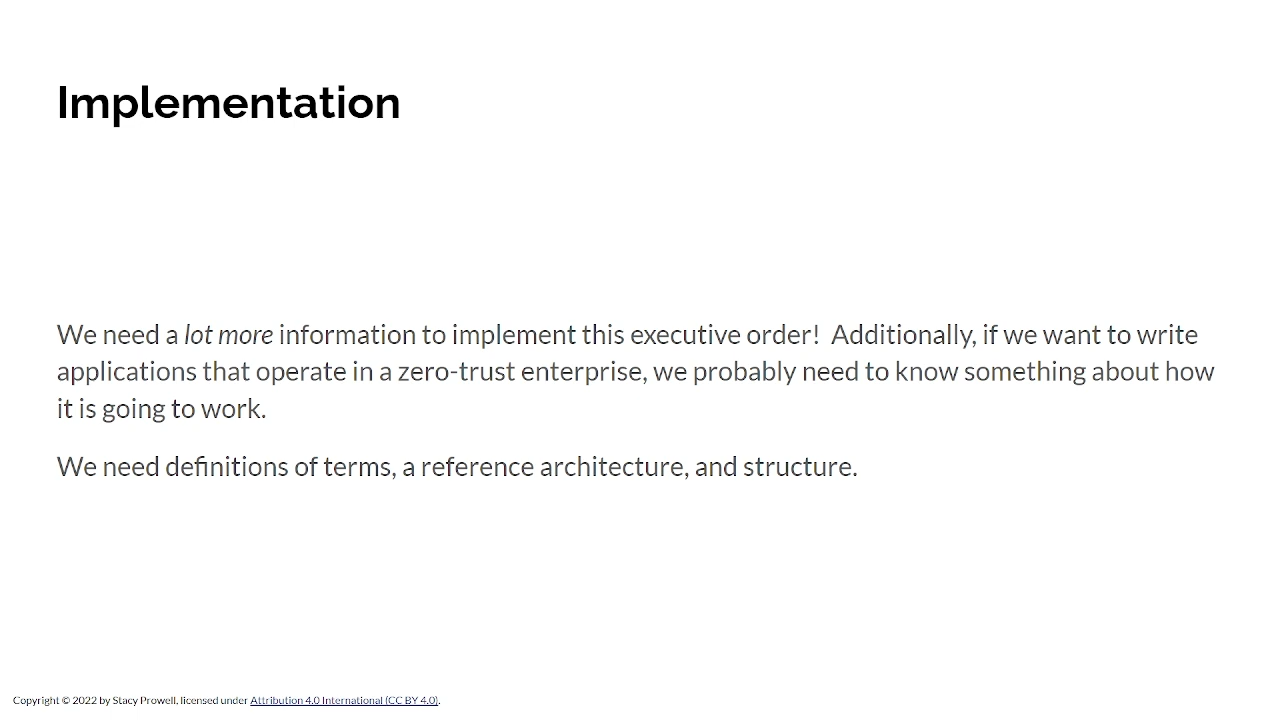 Implementation
We need a lot more information to implement this executive order!  Additionally, if we want to write
applications that operate in a zero-trust enterprise, we probably need to know something about how
it is going to work.
We need definitions of terms, a reference architecture, and structure.
Copyright © 2022 by Stacy Prowell, licensed under Attribution 4.0 International (CC BY 4.0).